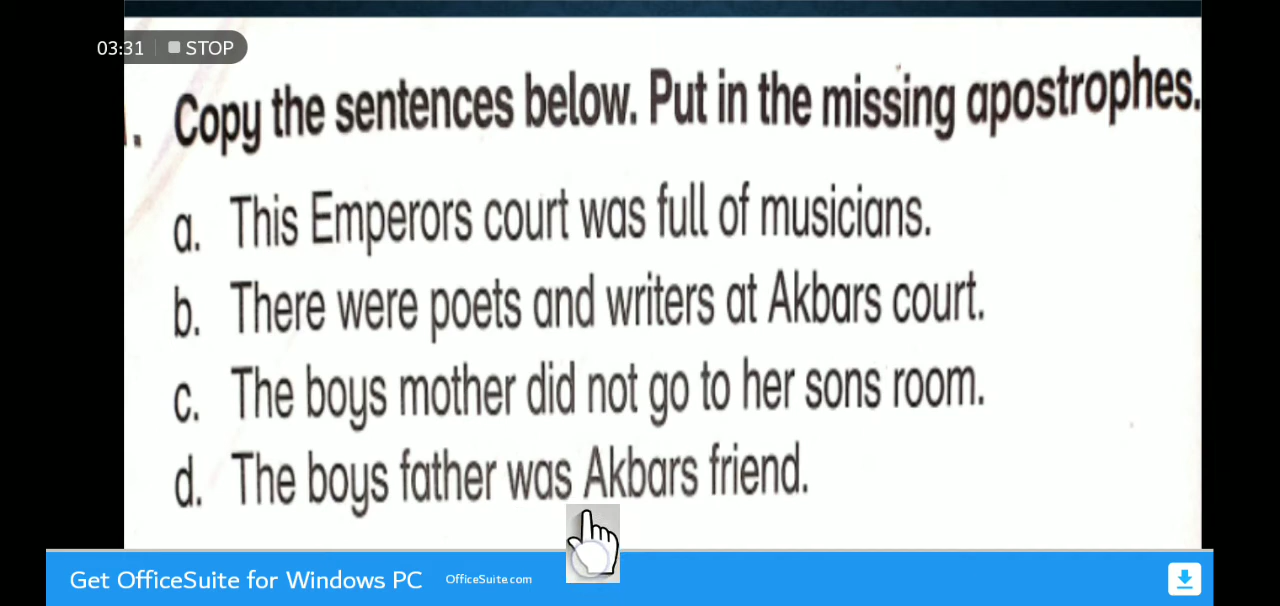 03:31 STOP
. Copy the sentences below. Put in the missing apostrophes.
a. This Emperors court was full of musicians.
b. There were poets and writers at Akbars court.
c. The boys mother did not go to her sons room.
d. The boys father was Akbars friend.
Get OfficeSuite for Windows PC OfficeSuite.com